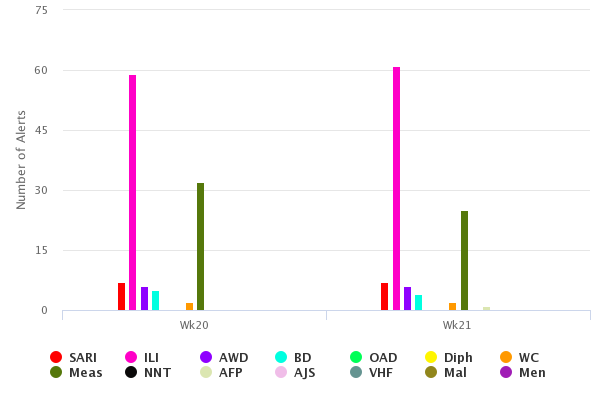 75
60
45
30
15
0
Number of Alerts
Wk20 Wk21
SARI ILI AWD BD OAD Diph WC
Meas NNT AFP AJS VHF Mal Men